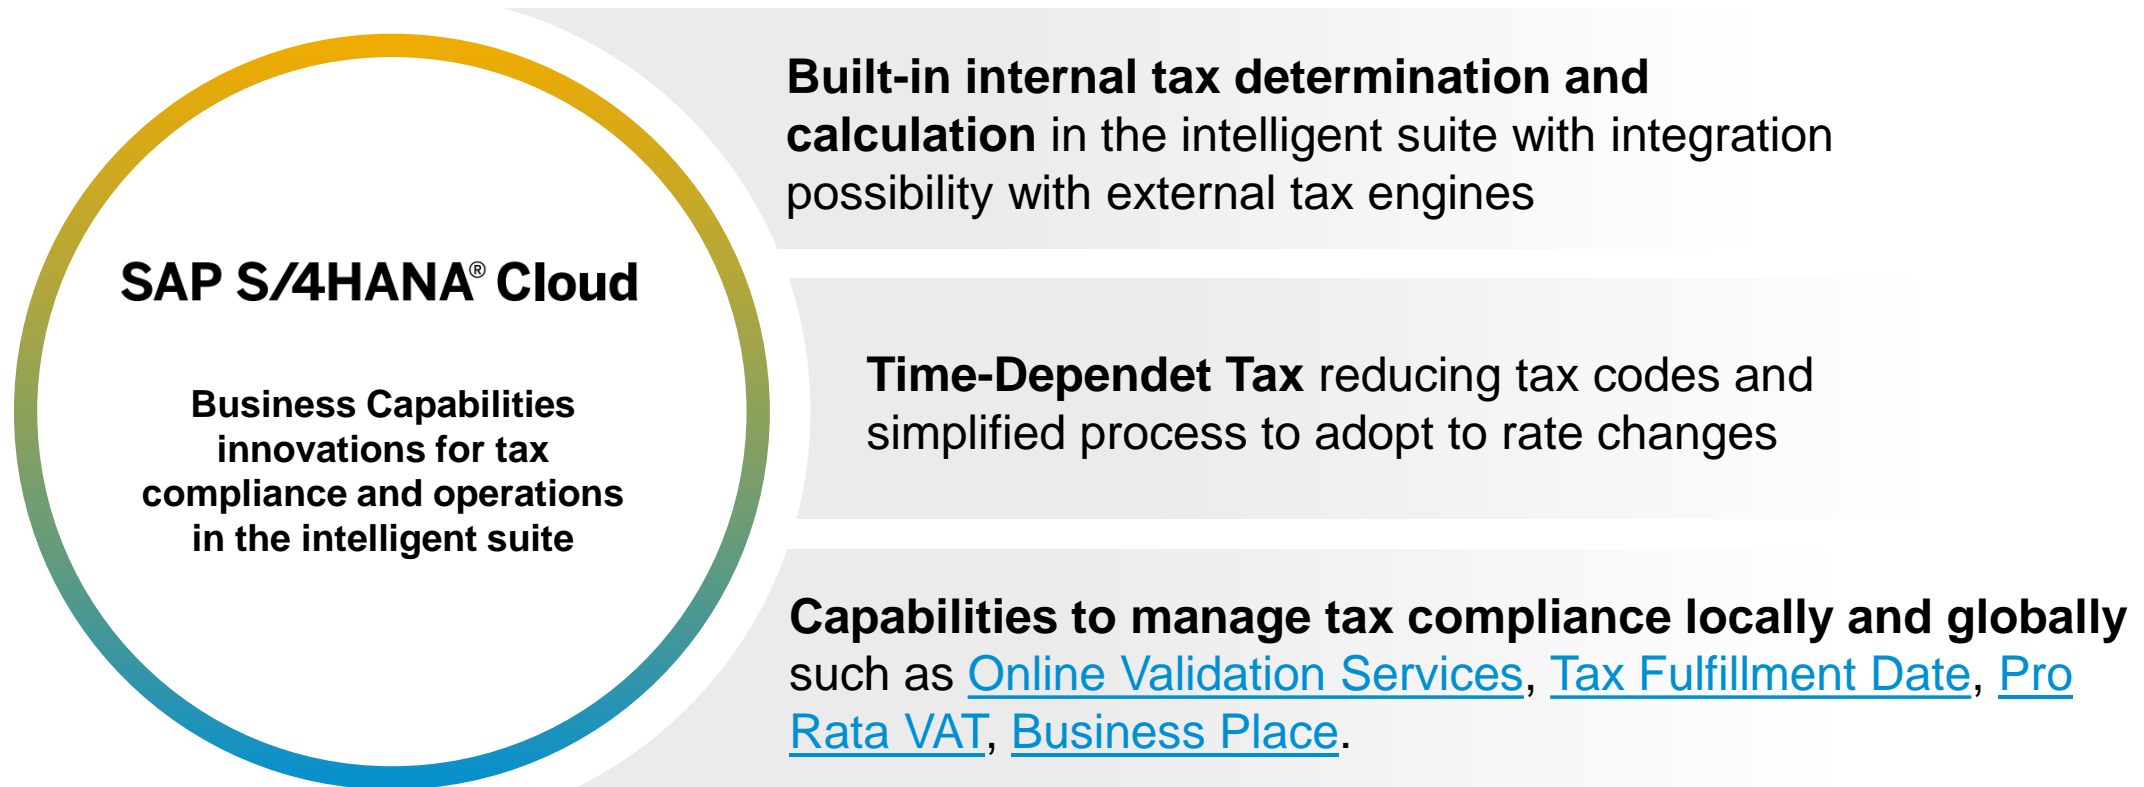 SAP S/4HANA® Cloud
Business Capabilities
innovations for tax
compliance and operations
in the intelligent suite
Built-in internal tax determination and
calculation in the intelligent suite with integration
possibility with external tax engines
Time-Dependet Tax reducing tax codes and
simplified process to adopt to rate changes
Capabilities to manage tax compliance locally and globally
such as Online Validation Services, Tax Fulfillment Date, Pro
Rata VAT, Business Place.